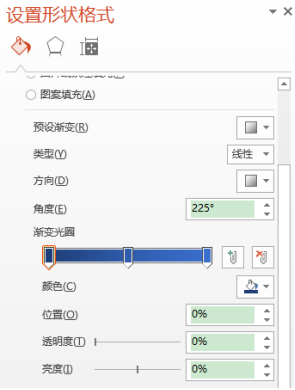 设置形状格式
图案填充(A)
预设渐变(R)
类型(Y) 线性
方向(D)
角度(E) 225°
渐变光圈
颜色(C)
位置(O) 0%
透明度(T) 0%
亮度(I) 0%